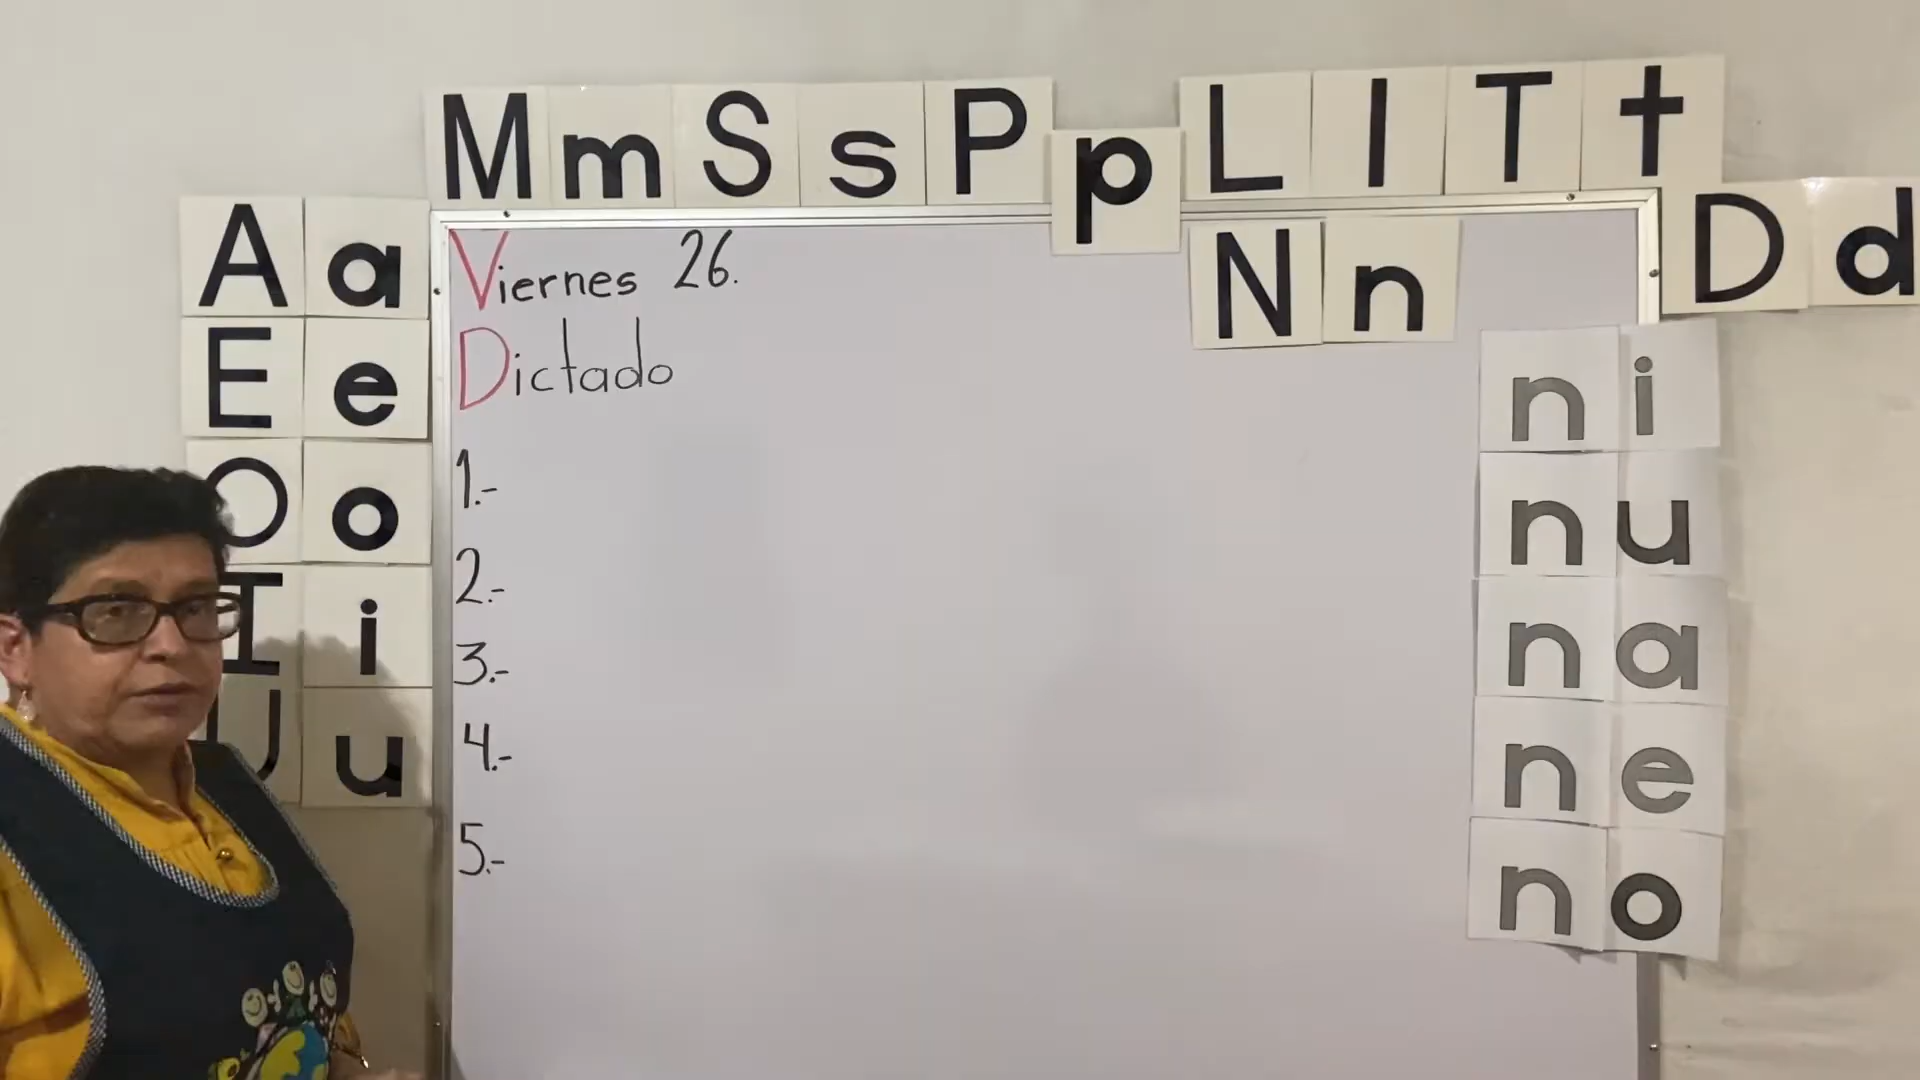 M m S s P p L l T t
D d
N n
A a
E e
O o
I i
U u
Viernes 26.
Dictado
1.-
2.-
3.-
4.-
5.-
ni
nu
na
ne
no